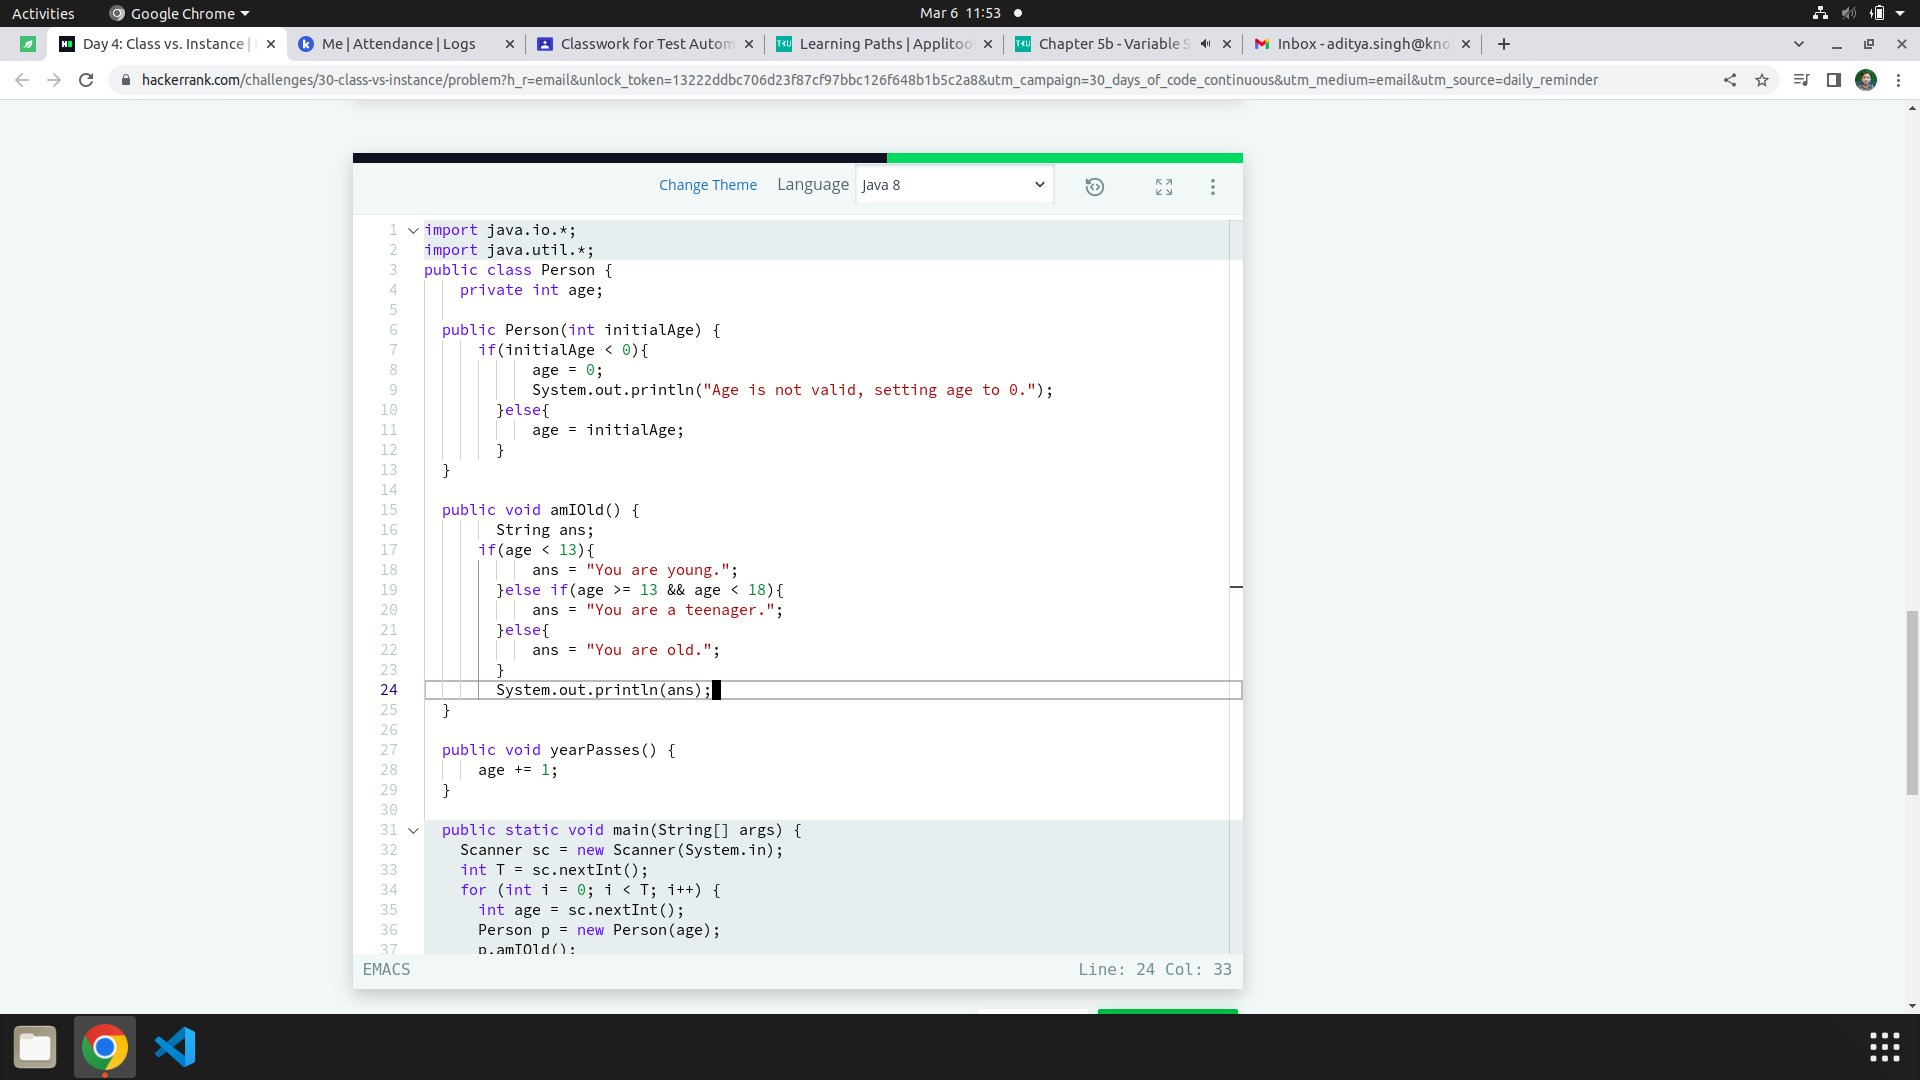 Activities
Google Chrome
Mar 6 11:53
Day 4: Class vs. Instance |
Me | Attendance | Logs
Classwork for Test Autom
Learning Paths | Applitoo
Chapter 5b - Variable S
Inbox - aditya.singh@kno
hackerrank.com/challenges/30-class-vs-instance/problem?h_r=email&unlock_token=13222ddbc706d23f87cf97bbc126f648b1b5c2a8&utm_campaign=30_days_of_code_continuous&utm_medium=email&utm_source=daily_reminder
Change Theme Language Java 8
1 import java.io.*;
2 import java.util.*;
3 public class Person {
4 private int age;
5
6 public Person(int initialAge) {
7 if(initialAge < 0){
8 age = 0;
9 System.out.println("Age is not valid, setting age to 0.");
10 }else{
11 age = initialAge;
12 }
13 }
14
15 public void amIOld() {
16 String ans;
17 if(age < 13){
18 ans = "You are young.";
19 }else if(age >= 13 && age < 18){
20 ans = "You are a teenager.";
21 }else{
22 ans = "You are old.";
23 }
24 System.out.println(ans);
25 }
26
27 public void yearPasses() {
28 age += 1;
29 }
30
31 public static void main(String[] args) {
32 Scanner sc = new Scanner(System.in);
33 int T = sc.nextInt();
34 for (int i = 0; i < T; i++) {
35 int age = sc.nextInt();
36 Person p = new Person(age);
37 p.amIOld();
EMACS
Line: 24 Col: 33